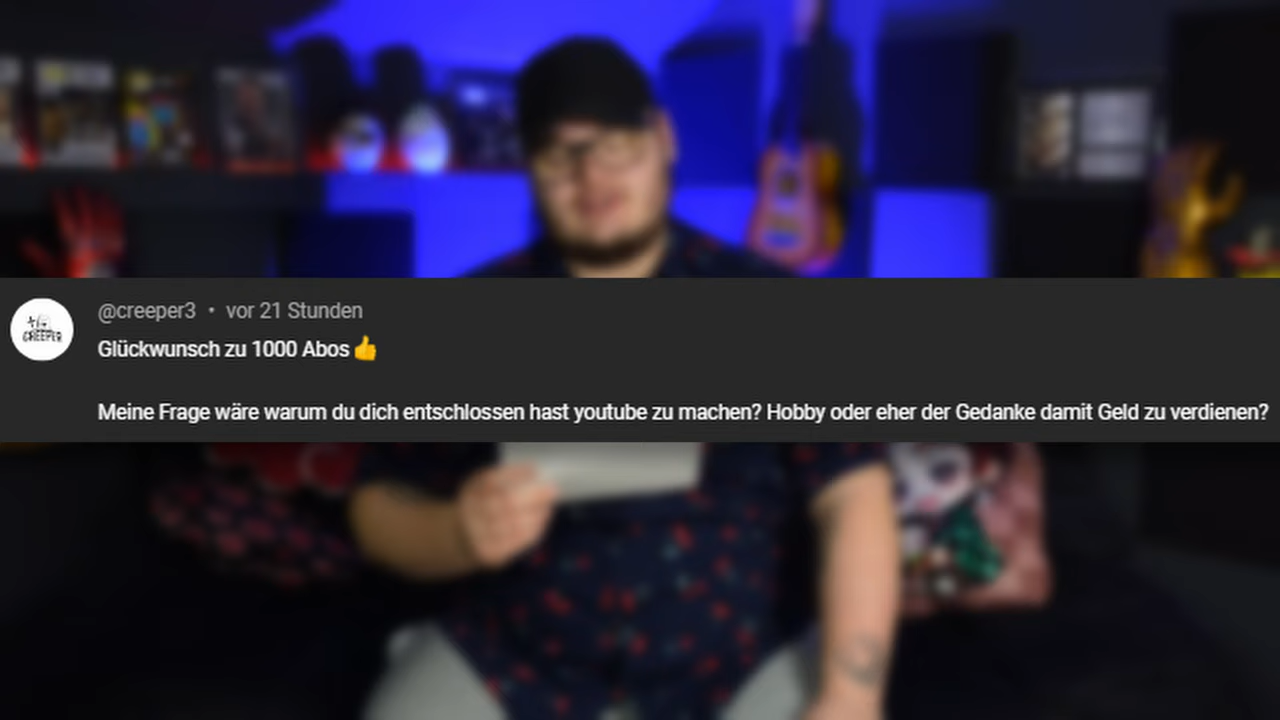 @creeper3 • vor 21 Stunden
Glückwunsch zu 1000 Abos 👍
Meine Frage wäre warum du dich entschlossen hast youtube zu machen? Hobby oder eher der Gedanke damit Geld zu verdienen?
CREEPER